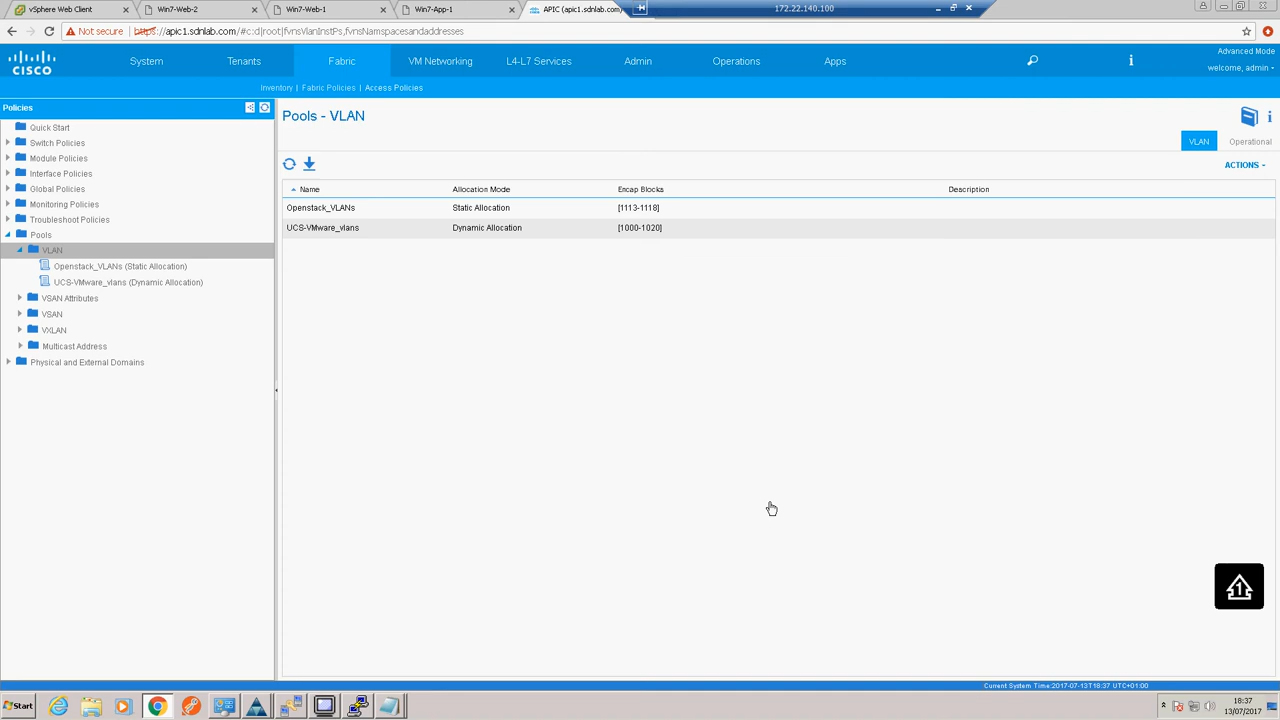 vSphere Web Client
Win7-Web-2
Win7-Web-1
Win7-App-1
APIC (apic1.sdnlab.com)
172.22.140.100
Not secure
https://apic1.sdnlab.com/#c:d|root|fvnsVlanInstPs,fvnsNamspacesandaddresses
CISCO
System
Tenants
Fabric
VM Networking
L4-L7 Services
Admin
Operations
Apps
Advanced Mode
welcome, admin
Inventory | Fabric Policies | Access Policies
Policies
Quick Start
Switch Policies
Module Policies
Interface Policies
Global Policies
Monitoring Policies
Troubleshoot Policies
Pools
VLAN
Openstack_VLANs (Static Allocation)
UCS-VMware_vlans (Dynamic Allocation)
VSAN Attributes
VSAN
VXLAN
Multicast Address
Physical and External Domains
Pools - VLAN
VLAN
Operational
ACTIONS
Name Allocation Mode Encap Blocks Description
Openstack_VLANs Static Allocation [1113-1118]
UCS-VMware_vlans Dynamic Allocation [1000-1020]
1
Current System Time:2017-07-13T18:37 UTC+01:00
Start
18:37
13/07/2017